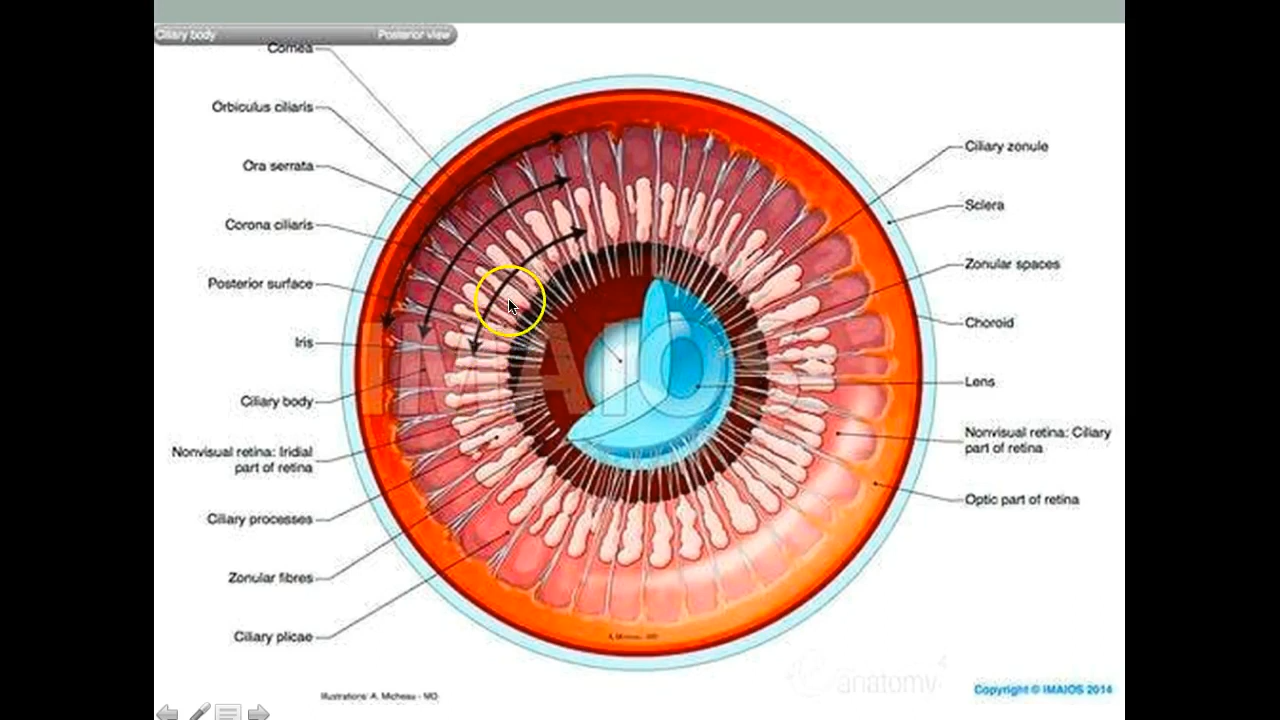 Ciliary body Posterior view
Cornea
Orbiculus ciliaris
Ora serrata
Corona ciliaris
Posterior surface
Iris
Ciliary body
Nonvisual retina: Iridial
part of retina
Ciliary processes
Zonular fibres
Ciliary plicae
Ciliary zonule
Sclera
Zonular spaces
Choroid
Lens
Nonvisual retina: Ciliary
part of retina
Optic part of retina
IMAIOS
A. Micheau - MD
anatomy
Illustrations: A. Micheau - MD
Copyright © IMAIOS 2014